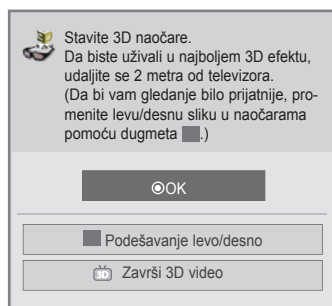 Stavite 3D naočare.
Da biste uživali u najboljem 3D efektu,
udaljite se 2 metra od televizora.
(Da bi vam gledanje bilo prijatnije, pro-
menite levu/desnu sliku u naočarama
pomoću dugmeta .)
OK
Podešavanje levo/desno
3D Završi 3D video